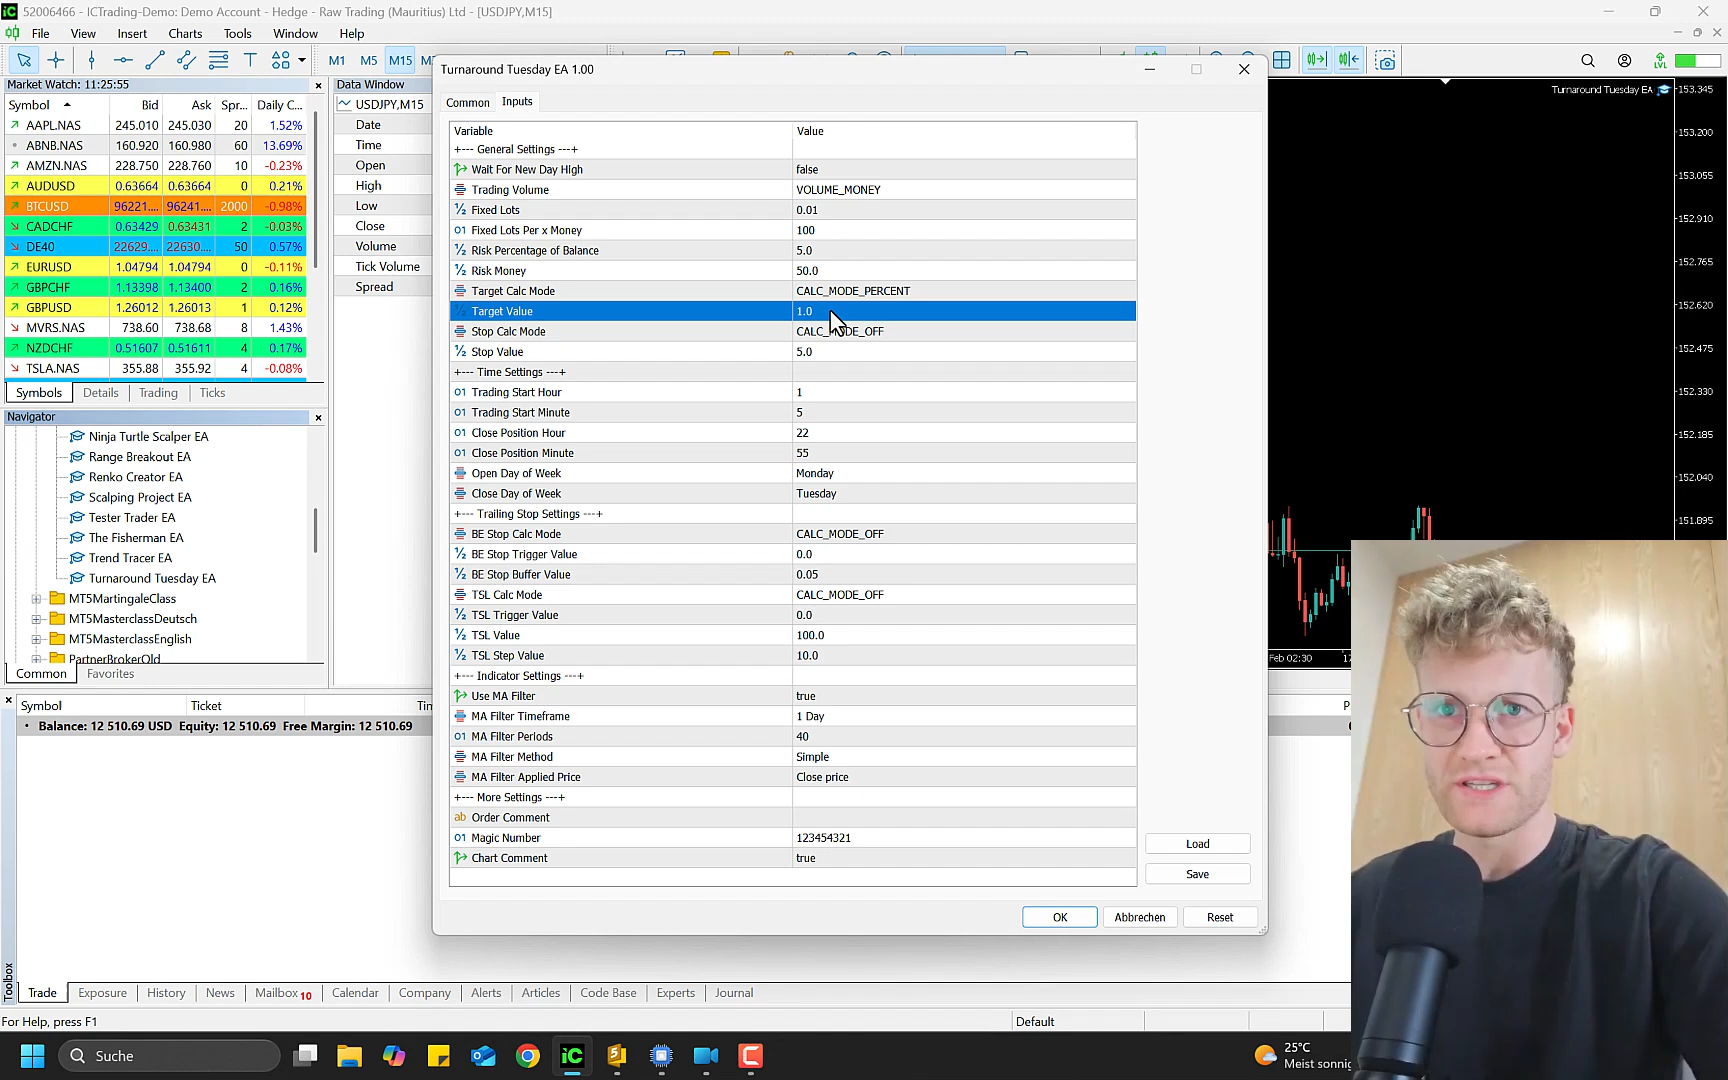 52006466 - ICTrading-Demo: Demo Account - Hedge - Raw Trading (Mauritius) Ltd - [USDJPY,M15]
File View Insert Charts Tools Window Help
M1 M5 M15
LVL
Market Watch: 11:25:55
Symbol Bid Ask Spr... Daily C...
AAPL.NAS 245.010 245.030 20 1.52%
ABNB.NAS 160.920 160.980 60 13.69%
AMZN.NAS 228.750 228.760 10 -0.23%
AUDUSD 0.63664 0.63664 0 0.21%
BTCUSD 96221.... 96241.... 2000 -0.98%
CADCHF 0.63429 0.63431 2 -0.03%
DE40 22629.... 22630.... 50 0.57%
EURUSD 1.04794 1.04794 0 -0.11%
GBPCHF 1.13398 1.13400 2 0.16%
GBPUSD 1.26012 1.26013 1 0.12%
MVRS.NAS 738.60 738.68 8 1.43%
NZDCHF 0.51607 0.51611 4 0.17%
TSLA.NAS 355.88 355.92 4 -0.08%
Symbols Details Trading Ticks
Navigator
Ninja Turtle Scalper EA
Range Breakout EA
Renko Creator EA
Scalping Project EA
Tester Trader EA
The Fisherman EA
Trend Tracer EA
Turnaround Tuesday EA
MT5MartingaleClass
MT5MasterclassDeutsch
MT5MasterclassEnglish
PartnerBrokerOld
Common Favorites
Data Window
USDJPY,M15
Date
Time
Open
High
Low
Close
Volume
Tick Volume
Spread
Turnaround Tuesday EA 1.00
Common Inputs
Variable Value
+--- General Settings ---+
Wait For New Day High false
Trading Volume VOLUME_MONEY
Fixed Lots 0.01
Fixed Lots Per x Money 100
Risk Percentage of Balance 5.0
Risk Money 50.0
Target Calc Mode CALC_MODE_PERCENT
Target Value 1.0
Stop Calc Mode CALC_MODE_OFF
Stop Value 5.0
+--- Time Settings ---+
Trading Start Hour 1
Trading Start Minute 5
Close Position Hour 22
Close Position Minute 55
Open Day of Week Monday
Close Day of Week Tuesday
+--- Trailing Stop Settings ---+
BE Stop Calc Mode CALC_MODE_OFF
BE Stop Trigger Value 0.0
BE Stop Buffer Value 0.05
TSL Calc Mode CALC_MODE_OFF
TSL Trigger Value 0.0
TSL Value 100.0
TSL Step Value 10.0
+--- Indicator Settings ---+
Use MA Filter true
MA Filter Timeframe 1 Day
MA Filter Periods 40
MA Filter Method Simple
MA Filter Applied Price Close price
+--- More Settings ---+
Order Comment
Magic Number 123454321
Chart Comment true
Load
Save
OK Abbrechen Reset
Turnaround Tuesday EA
153.345
153.200
153.055
152.910
152.765
152.620
152.475
152.330
152.185
152.040
151.895
Feb 02:30
Symbol Ticket
Balance: 12 510.69 USD Equity: 12 510.69 Free Margin: 12 510.69
Toolbox
Trade Exposure History News Mailbox 10 Calendar Company Alerts Articles Code Base Experts Journal
For Help, press F1
Default
Suche
25°C
Meist sonnig